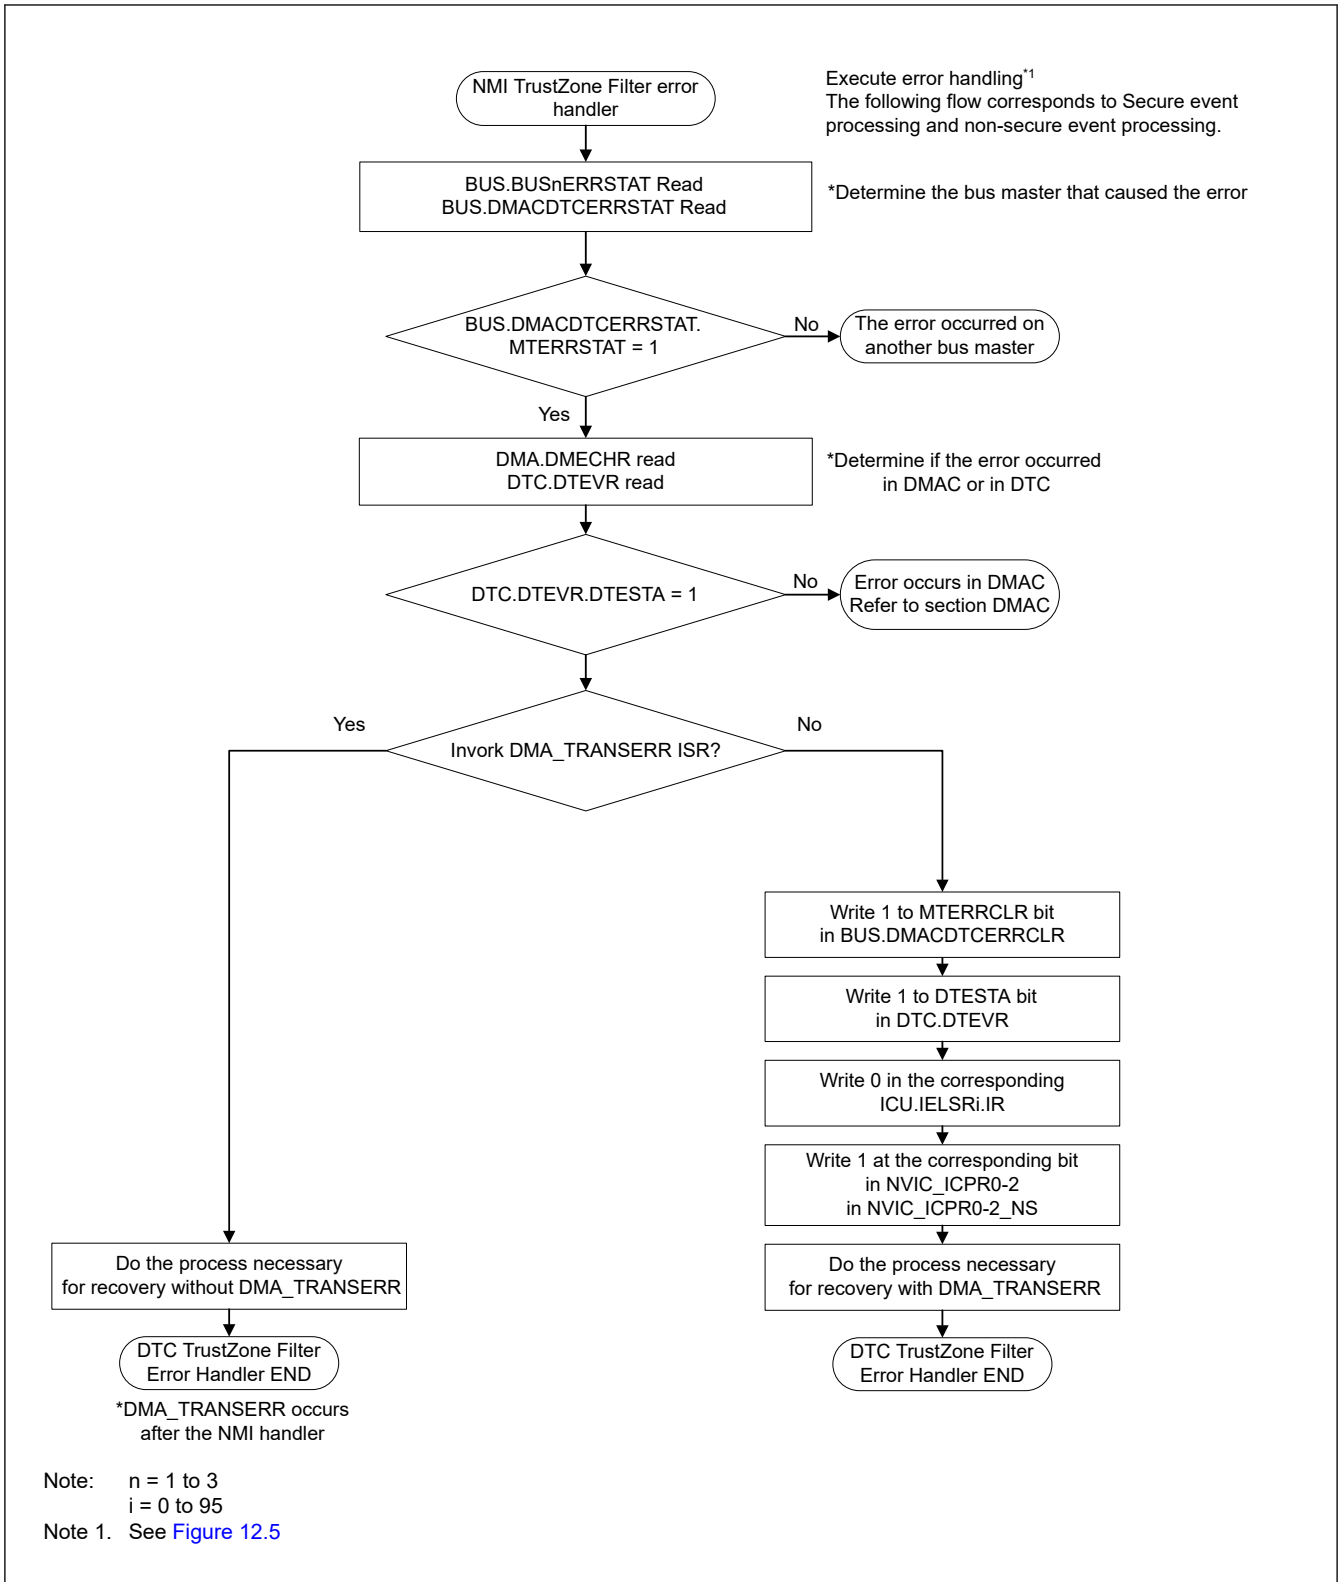 NMI TrustZone Filter error
handler
Execute error handling*1
The following flow corresponds to Secure event
processing and non-secure event processing.
BUS.BUSnERRSTAT Read
BUS.DMACDTCERRSTAT Read
*Determine the bus master that caused the error
BUS.DMACDTCERRSTAT.
MTERRSTAT = 1
No
The error occurred on
another bus master
Yes
DMA.DMECHR read
DTC.DTEVR read
*Determine if the error occurred
in DMAC or in DTC
DTC.DTEVR.DTESTA = 1
No
Error occurs in DMAC
Refer to section DMAC
Yes
No
Invork DMA_TRANSERR ISR?
Write 1 to MTERRCLR bit
in BUS.DMACDTCERRCLR
Write 1 to DTESTA bit
in DTC.DTEVR
Write 0 in the corresponding
ICU.IELSRi.IR
Write 1 at the corresponding bit
in NVIC_ICPR0-2
in NVIC_ICPR0-2_NS
Do the process necessary
for recovery without DMA_TRANSERR
Do the process necessary
for recovery with DMA_TRANSERR
DTC TrustZone Filter
Error Handler END
DTC TrustZone Filter
Error Handler END
*DMA_TRANSERR occurs
after the NMI handler
Note: n = 1 to 3
i = 0 to 95
Note 1. See Figure 12.5